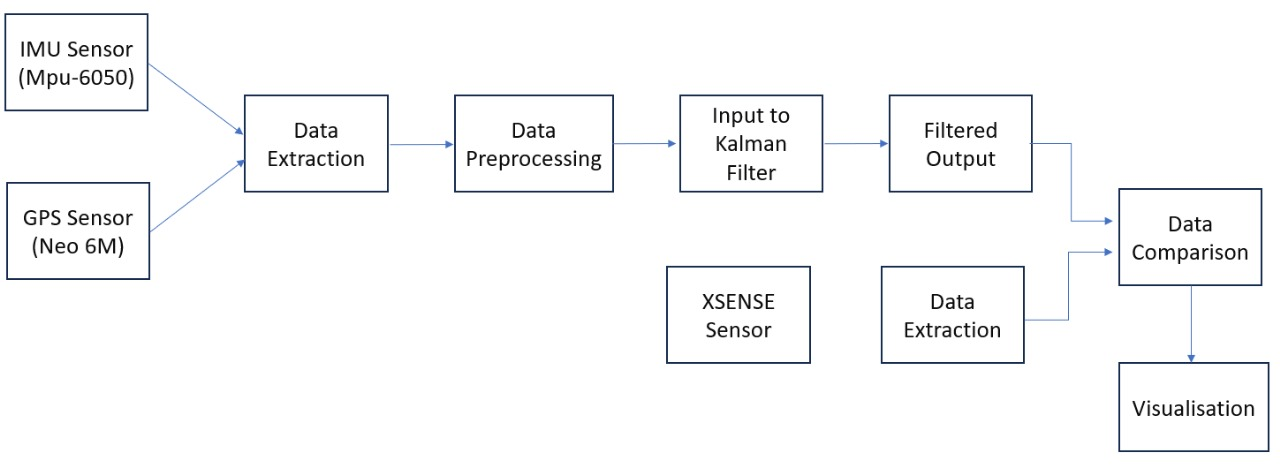 IMU Sensor
(Mpu-6050)
GPS Sensor
(Neo 6M)
Data
Extraction
Data
Preprocessing
Input to
Kalman
Filter
Filtered
Output
XSENSE
Sensor
Data
Extraction
Data
Comparison
Visualisation